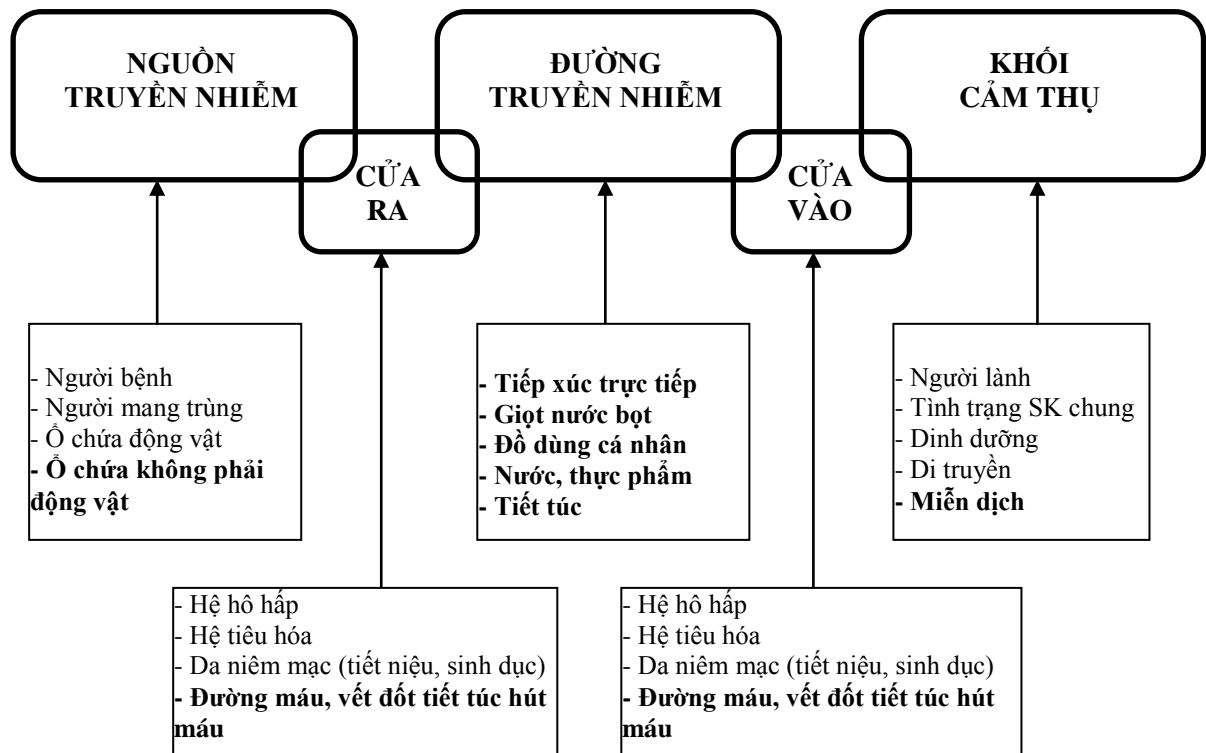 NGUỒN
TRUYỀN NHIỄM
ĐƯỜNG
TRUYỀN NHIỄM
KHỐI
CẢM THỤ
CỬA
RA
CỬA
VÀO
- Người bệnh
- Người mang trùng
- Ổ chứa động vật
- Ổ chứa không phải
động vật
- Tiếp xúc trực tiếp
- Giọt nước bọt
- Đồ dùng cá nhân
- Nước, thực phẩm
- Tiết túc
- Người lành
- Tình trạng SK chung
- Dinh dưỡng
- Di truyền
- Miễn dịch
- Hệ hô hấp
- Hệ tiêu hóa
- Da niêm mạc (tiết niệu, sinh dục)
- Đường máu, vết đốt tiết túc hút
máu
- Hệ hô hấp
- Hệ tiêu hóa
- Da niêm mạc (tiết niệu, sinh dục)
- Đường máu, vết đốt tiết túc hút
máu